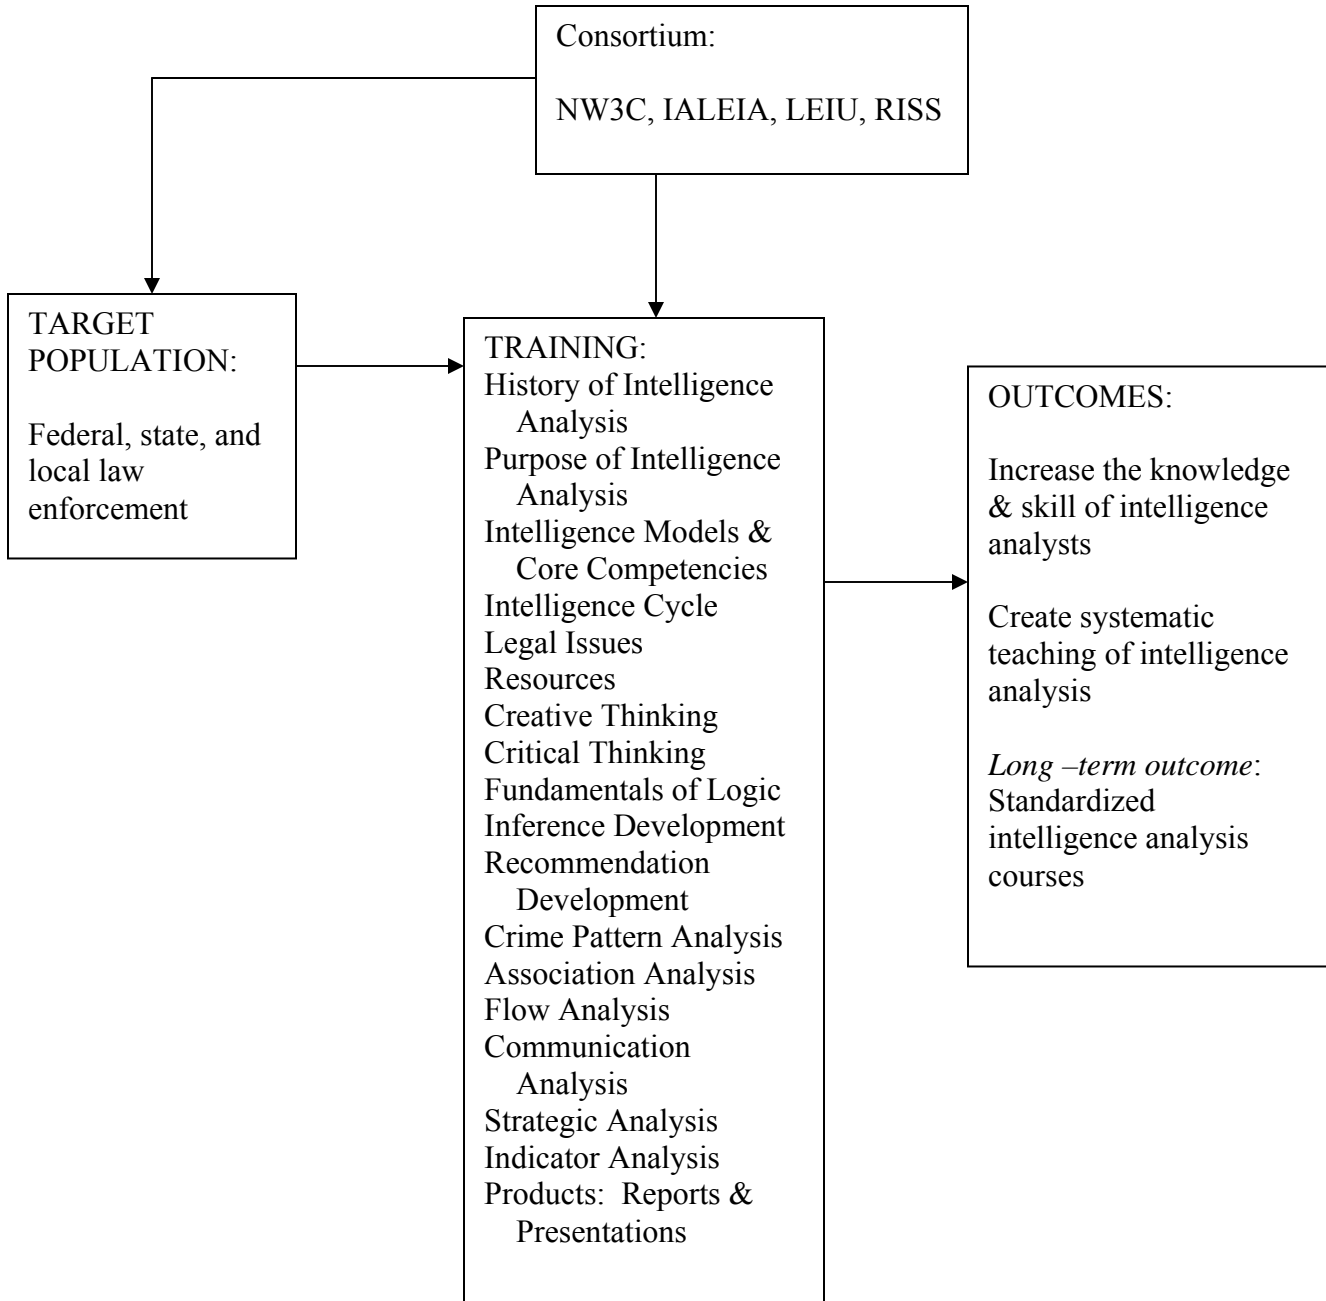 Consortium:
NW3C, IALEIA, LEIU, RISS
TARGET
POPULATION:
Federal, state, and
local law
enforcement
TRAINING:
History of Intelligence
Analysis
Purpose of Intelligence
Analysis
Intelligence Models &
Core Competencies
Intelligence Cycle
Legal Issues
Resources
Creative Thinking
Critical Thinking
Fundamentals of Logic
Inference Development
Recommendation
Development
Crime Pattern Analysis
Association Analysis
Flow Analysis
Communication
Analysis
Strategic Analysis
Indicator Analysis
Products:  Reports &
Presentations
OUTCOMES:
Increase the knowledge
& skill of intelligence
analysts
Create systematic
teaching of intelligence
analysis
Long –term outcome:
Standardized
intelligence analysis
courses